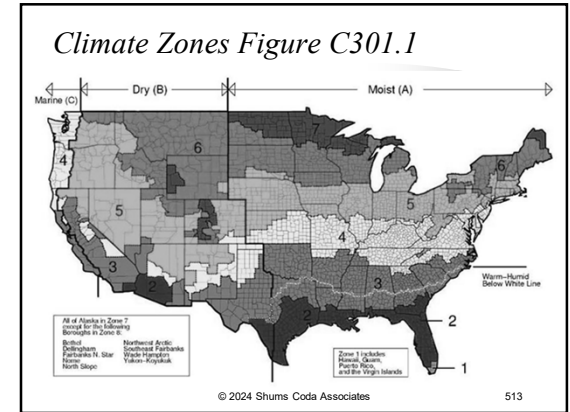 Climate Zones Figure C301.1
Marine (C)
Dry (B)
Moist (A)
7
6
6
4
5
5
4
3
3
2
2
Warm-Humid
Below White Line
2
1
All of Alaska in Zone 7
except for the following
Boroughs in Zone 8:
Bethel
Northwest Arctic
Dellingham
Southeast Fairbanks
Fairbanks N. Star
Wade Hampton
Nome
Yukon-Koyukuk
North Slope
Zone 1 includes
Hawaii, Guam,
Puerto Rico,
and the Virgin Islands
© 2024 Shums Coda Associates
513